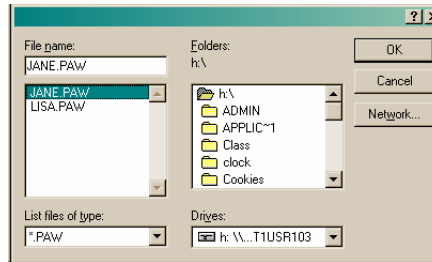 File name:
JANE.PAW
JANE.PAW
LISA.PAW
List files of type:
*.PAW
Folders:
h:\
h:\
ADMIN
APPLIC~1
Class
clock
Cookies
Drives:
h: \\...T1USR103
OK
Cancel
Network...